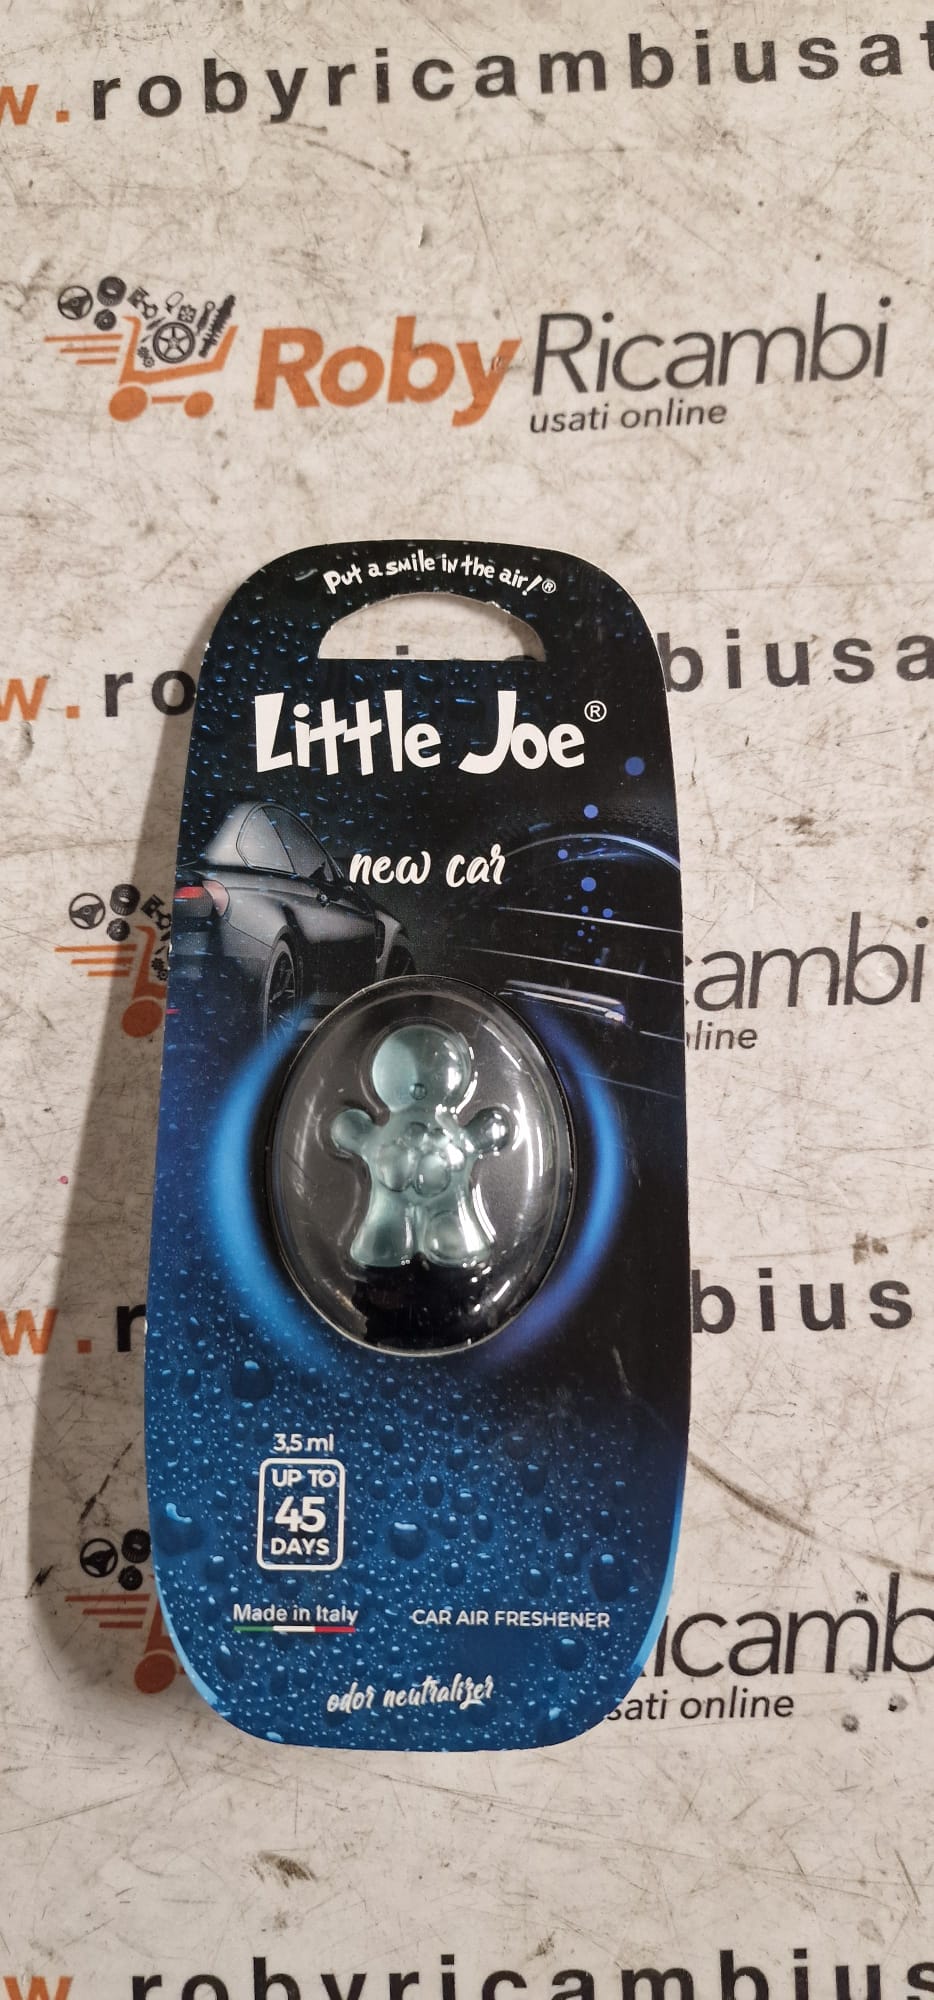 w.robyricambiusat
Roby Ricambi
usati online
Put a smile in the air!®
w.ro biusa
Little Joe®
new car
cambi
line
w.r bius
3,5 ml
UP TO
45
DAYS
Made in Italy CAR AIR FRESHENER
icamb
sati online
odor neutralizer
w.robyricambius